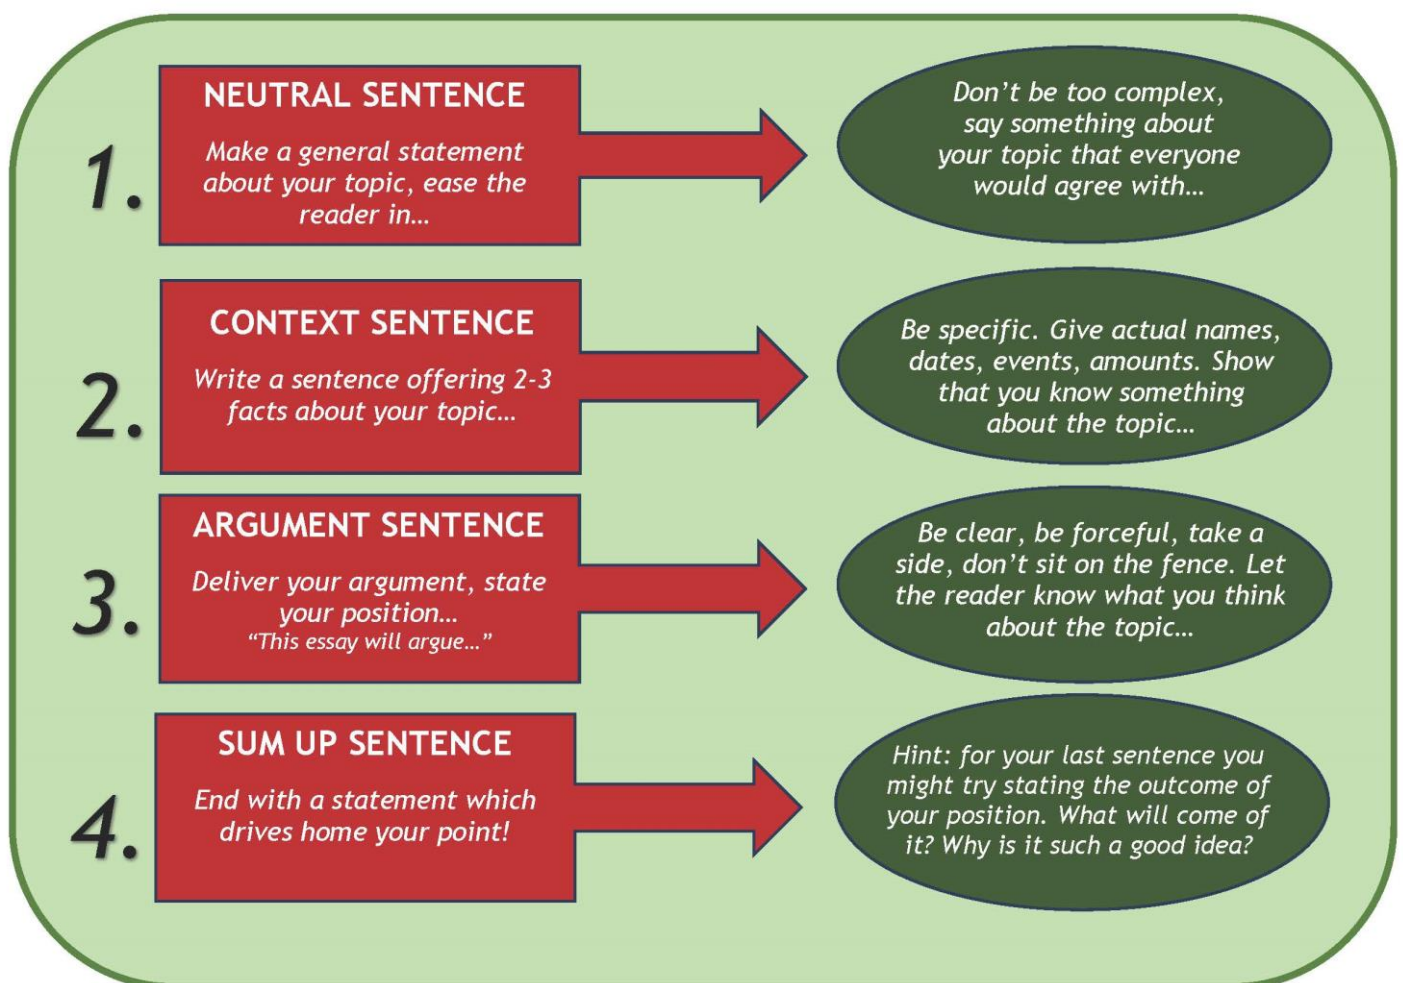 1.
NEUTRAL SENTENCE
Make a general statement
about your topic, ease the
reader in…
Don’t be too complex,
say something about
your topic that everyone
would agree with…
2.
CONTEXT SENTENCE
Write a sentence offering 2-3
facts about your topic…
Be specific. Give actual names,
dates, events, amounts. Show
that you know something
about the topic…
3.
ARGUMENT SENTENCE
Deliver your argument, state
your position…
“This essay will argue…”
Be clear, be forceful, take a
side, don’t sit on the fence. Let
the reader know what you think
about the topic…
4.
SUM UP SENTENCE
End with a statement which
drives home your point!
Hint: for your last sentence you
might try stating the outcome of
your position. What will come of
it? Why is it such a good idea?